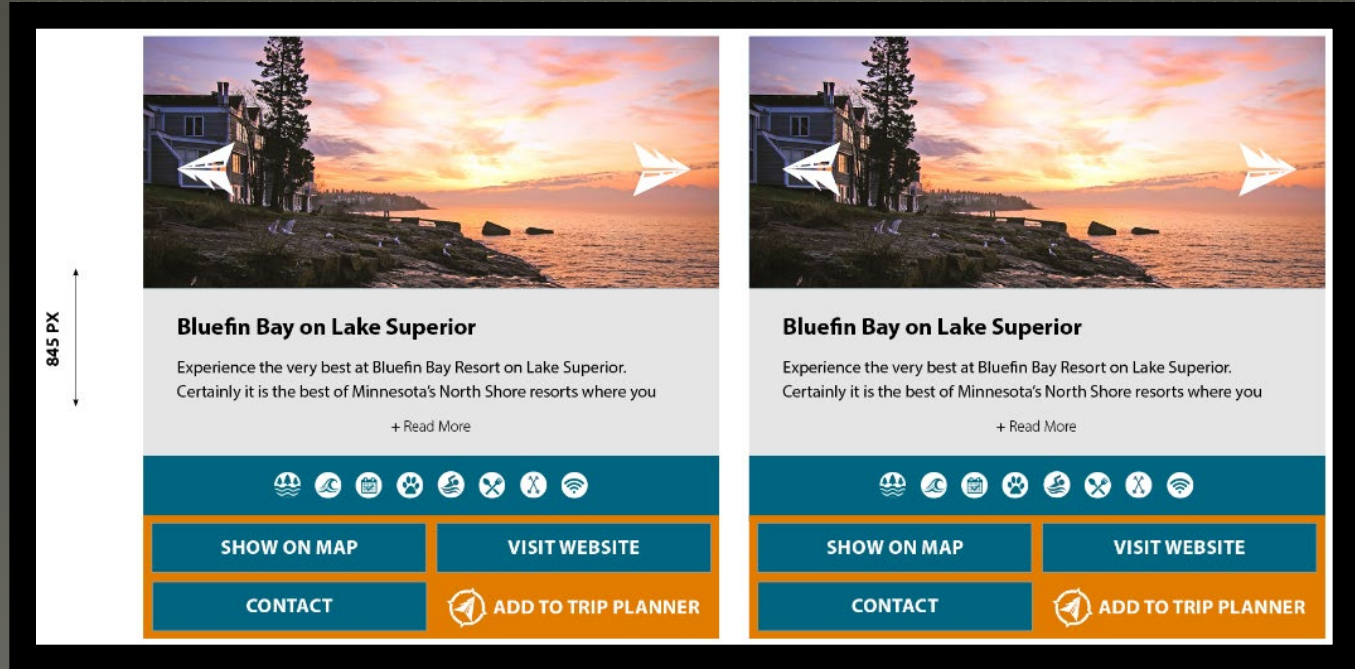 845 PX
Bluefin Bay on Lake Superior
Experience the very best at Bluefin Bay Resort on Lake Superior.
Certainly it is the best of Minnesota's North Shore resorts where you
+ Read More
SHOW ON MAP
VISIT WEBSITE
CONTACT
ADD TO TRIP PLANNER
Bluefin Bay on Lake Superior
Experience the very best at Bluefin Bay Resort on Lake Superior.
Certainly it is the best of Minnesota's North Shore resorts where you
+ Read More
SHOW ON MAP
VISIT WEBSITE
CONTACT
ADD TO TRIP PLANNER